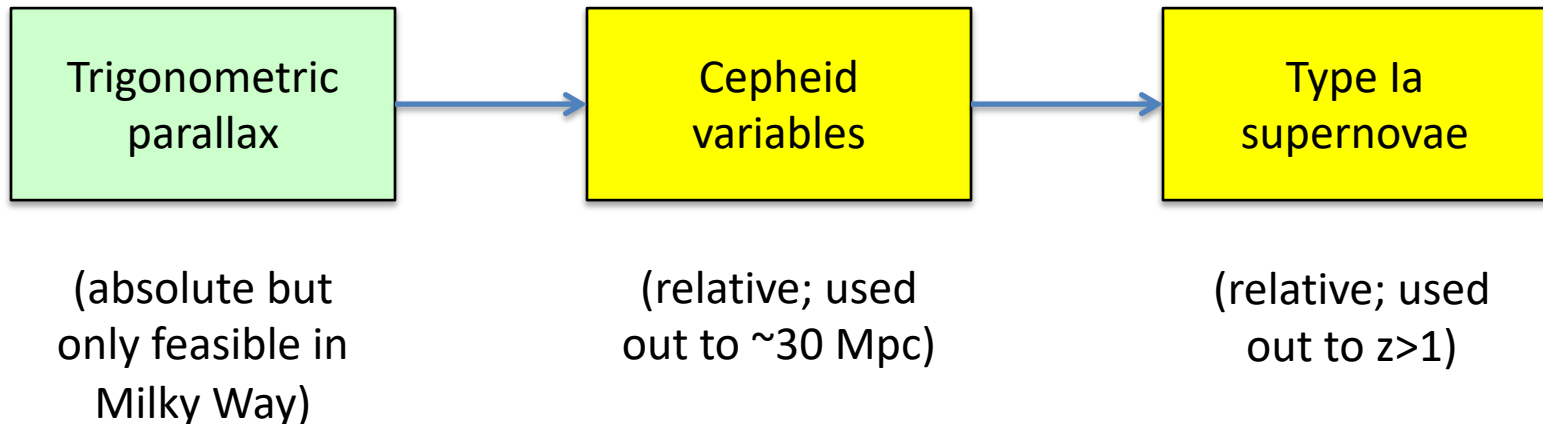 Trigonometric
parallax
Cepheid
variables
Type Ia
supernovae
(absolute but
only feasible in
Milky Way)
(relative; used
out to ~30 Mpc)
(relative; used
out to z>1)